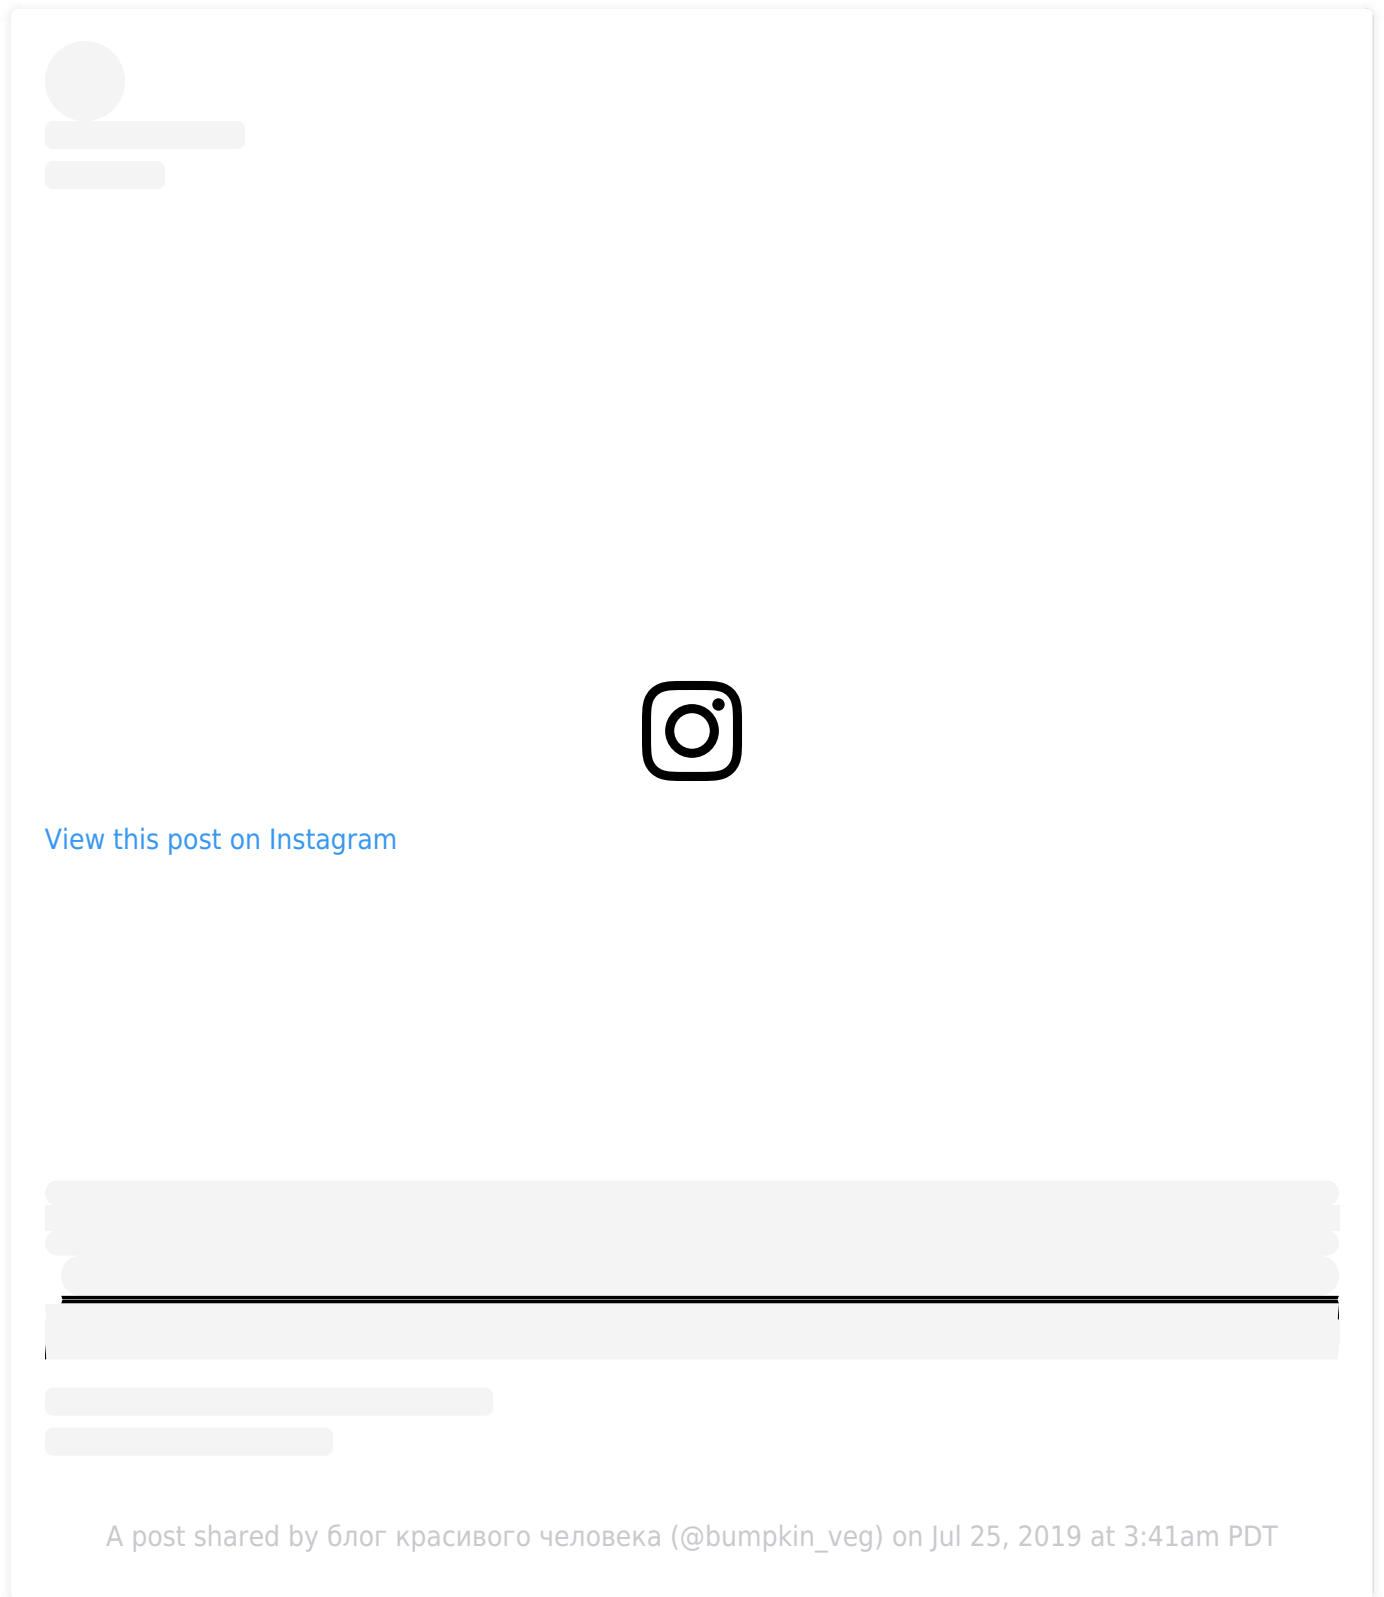 View this post on Instagram
A post shared by блог красивого человека (@bumpkin_veg) on Jul 25, 2019 at 3:41am PDT